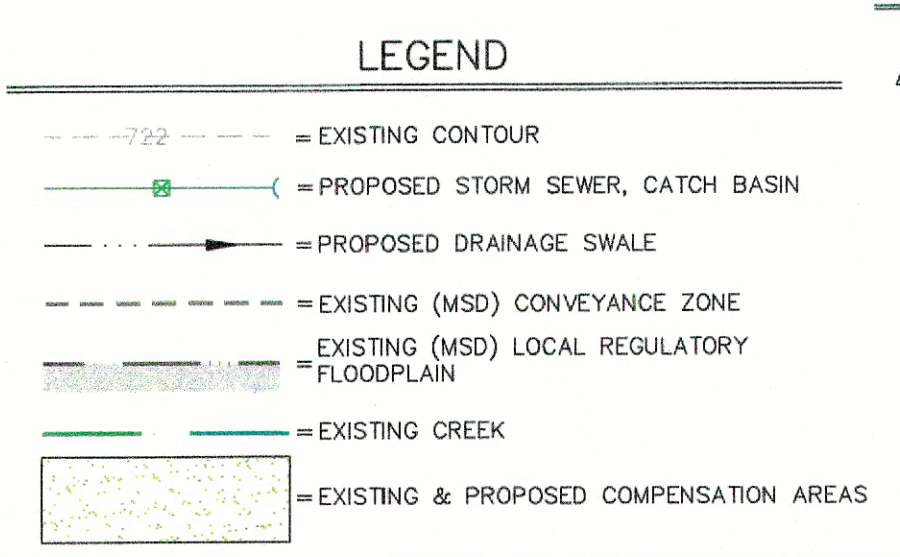 LEGEND
722 = EXISTING CONTOUR
= PROPOSED STORM SEWER, CATCH BASIN
= PROPOSED DRAINAGE SWALE
= EXISTING (MSD) CONVEYANCE ZONE
= EXISTING (MSD) LOCAL REGULATORY
FLOODPLAIN
= EXISTING CREEK
= EXISTING & PROPOSED COMPENSATION AREAS